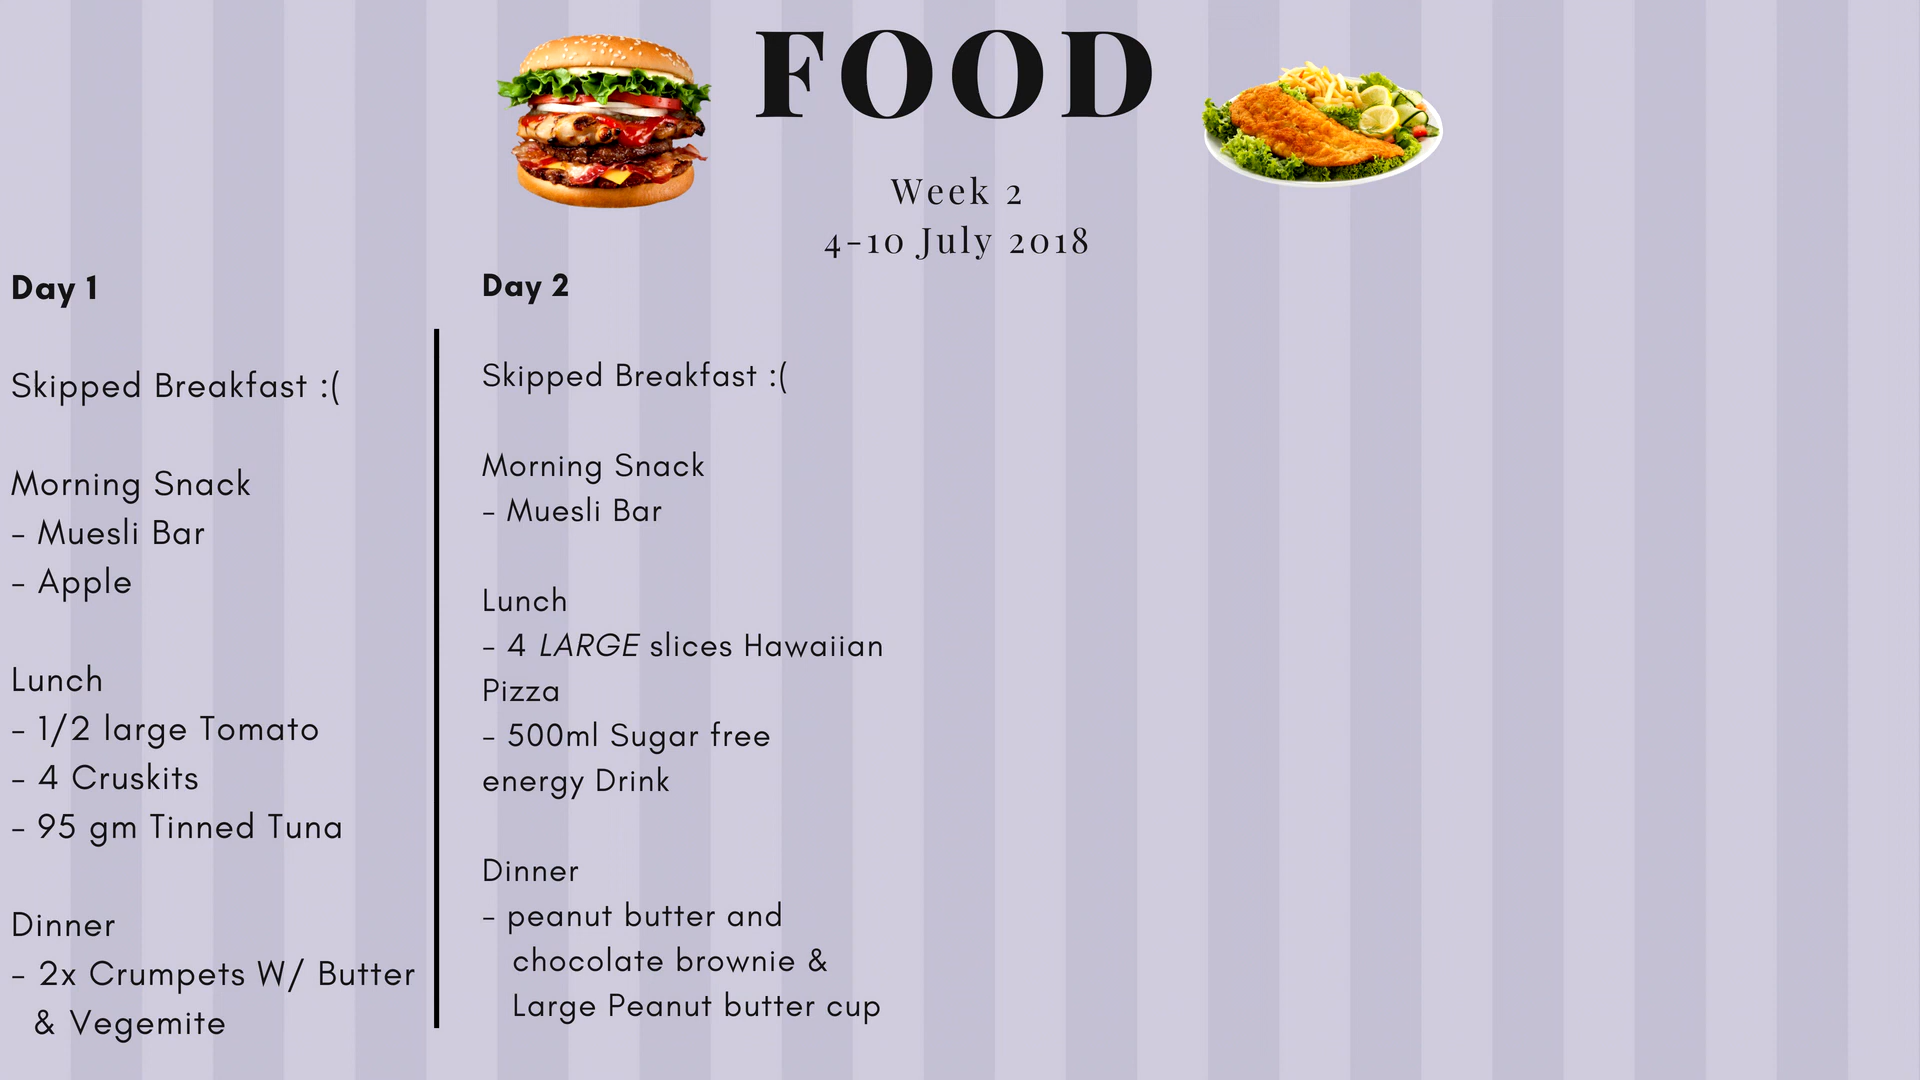 FOOD
Week 2
4-10 July 2018
Day 1
Skipped Breakfast :(
Morning Snack
- Muesli Bar
- Apple
Lunch
- 1/2 large Tomato
- 4 Cruskits
- 95 gm Tinned Tuna
Dinner
- 2x Crumpets W/ Butter
& Vegemite
Day 2
Skipped Breakfast :(
Morning Snack
- Muesli Bar
Lunch
- 4 LARGE slices Hawaiian
Pizza
- 500ml Sugar free
energy Drink
Dinner
- peanut butter and
chocolate brownie &
Large Peanut butter cup